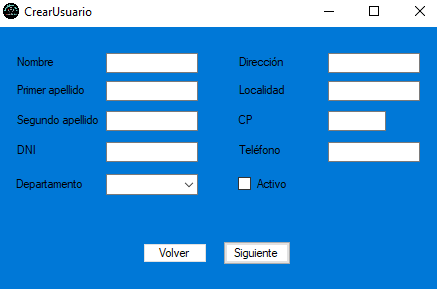 CrearUsuario
Nombre
Dirección
Primer apellido
Localidad
Segundo apellido
CP
DNI
Teléfono
Departamento
Activo
Volver
Siguiente